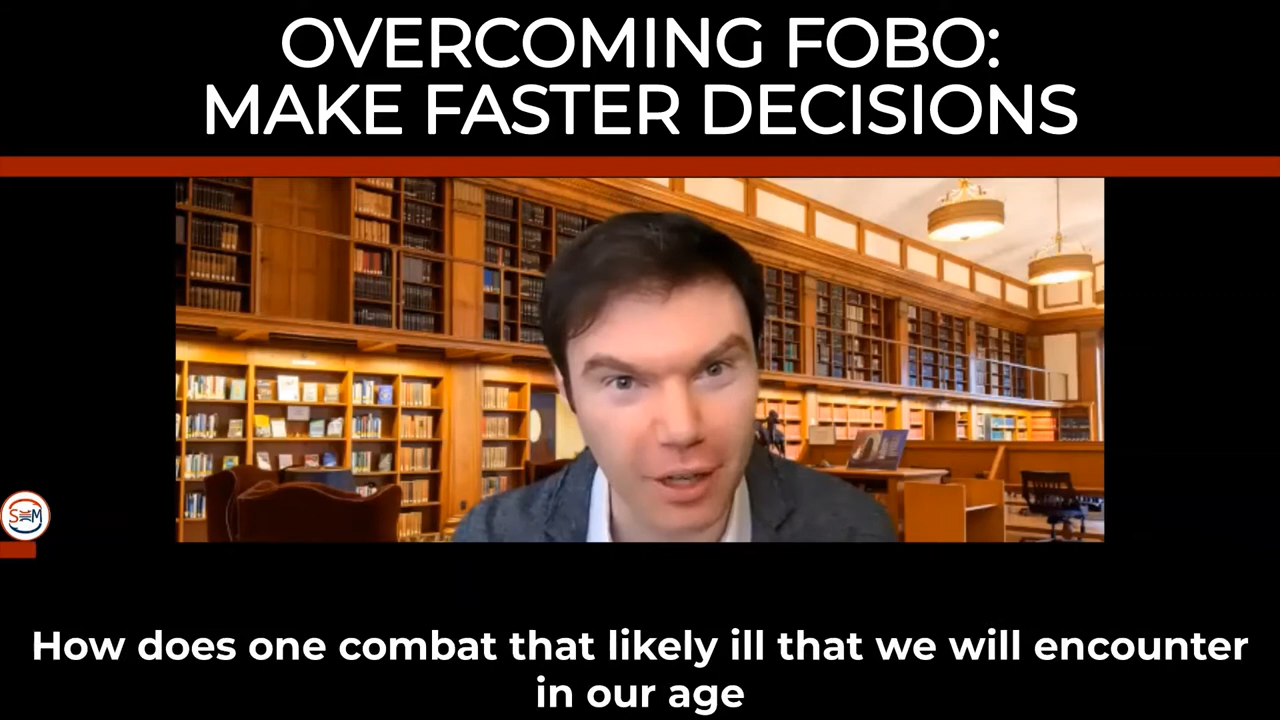 OVERCOMING FOBO:
MAKE FASTER DECISIONS
SM
How does one combat that likely ill that we will encounter
in our age